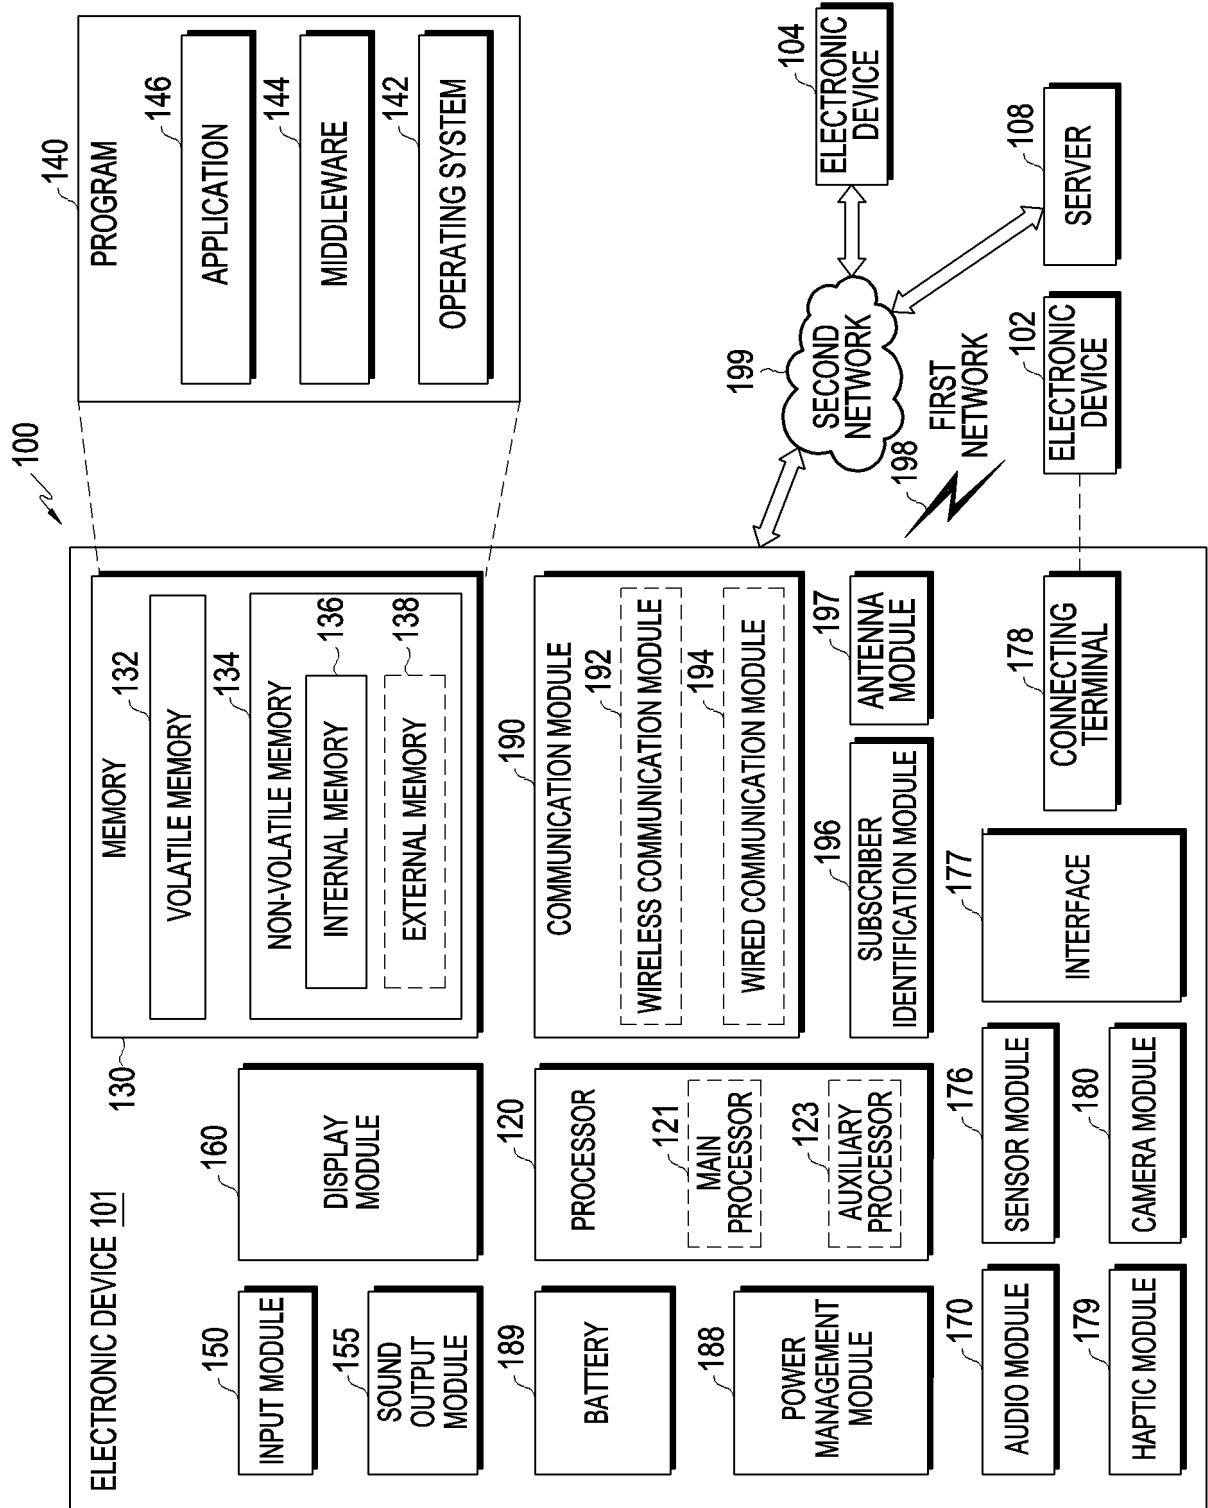 100
ELECTRONIC DEVICE 101
150
INPUT MODULE
155
SOUND
OUTPUT
MODULE
189
BATTERY
188
POWER
MANAGEMENT
MODULE
170
AUDIO MODULE
179
HAPTIC MODULE
160
DISPLAY
MODULE
120
PROCESSOR
121
MAIN
PROCESSOR
123
AUXILIARY
PROCESSOR
176
SENSOR MODULE
180
CAMERA MODULE
130
MEMORY
132
VOLATILE MEMORY
134
NON-VOLATILE MEMORY
136
INTERNAL MEMORY
138
EXTERNAL MEMORY
190
COMMUNICATION MODULE
192
WIRELESS COMMUNICATION MODULE
194
WIRED COMMUNICATION MODULE
196
SUBSCRIBER
IDENTIFICATION MODULE
197
ANTENNA
MODULE
177
INTERFACE
178
CONNECTING
TERMINAL
140
PROGRAM
146
APPLICATION
144
MIDDLEWARE
142
OPERATING SYSTEM
199
SECOND
NETWORK
104
ELECTRONIC
DEVICE
198
FIRST
NETWORK
108
SERVER
102
ELECTRONIC
DEVICE